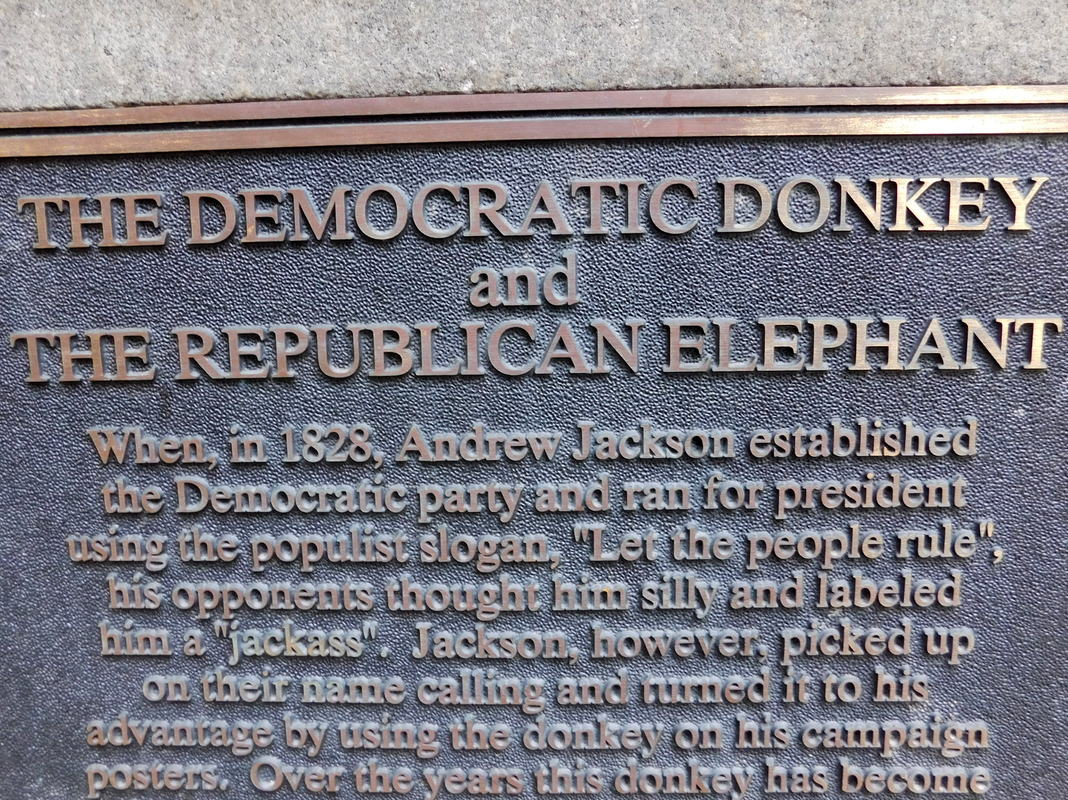 THE DEMOCRATIC DONKEY
and
THE REPUBLICAN ELEPHANT
When, in 1828, Andrew Jackson established
the Democratic party and ran for president
using the populist slogan, "Let the people rule",
his opponents thought him silly and labeled
him a "jackass". Jackson, however, picked up
on their name calling and turned it to his
advantage by using the donkey on his campaign
posters. Over the years this donkey has become